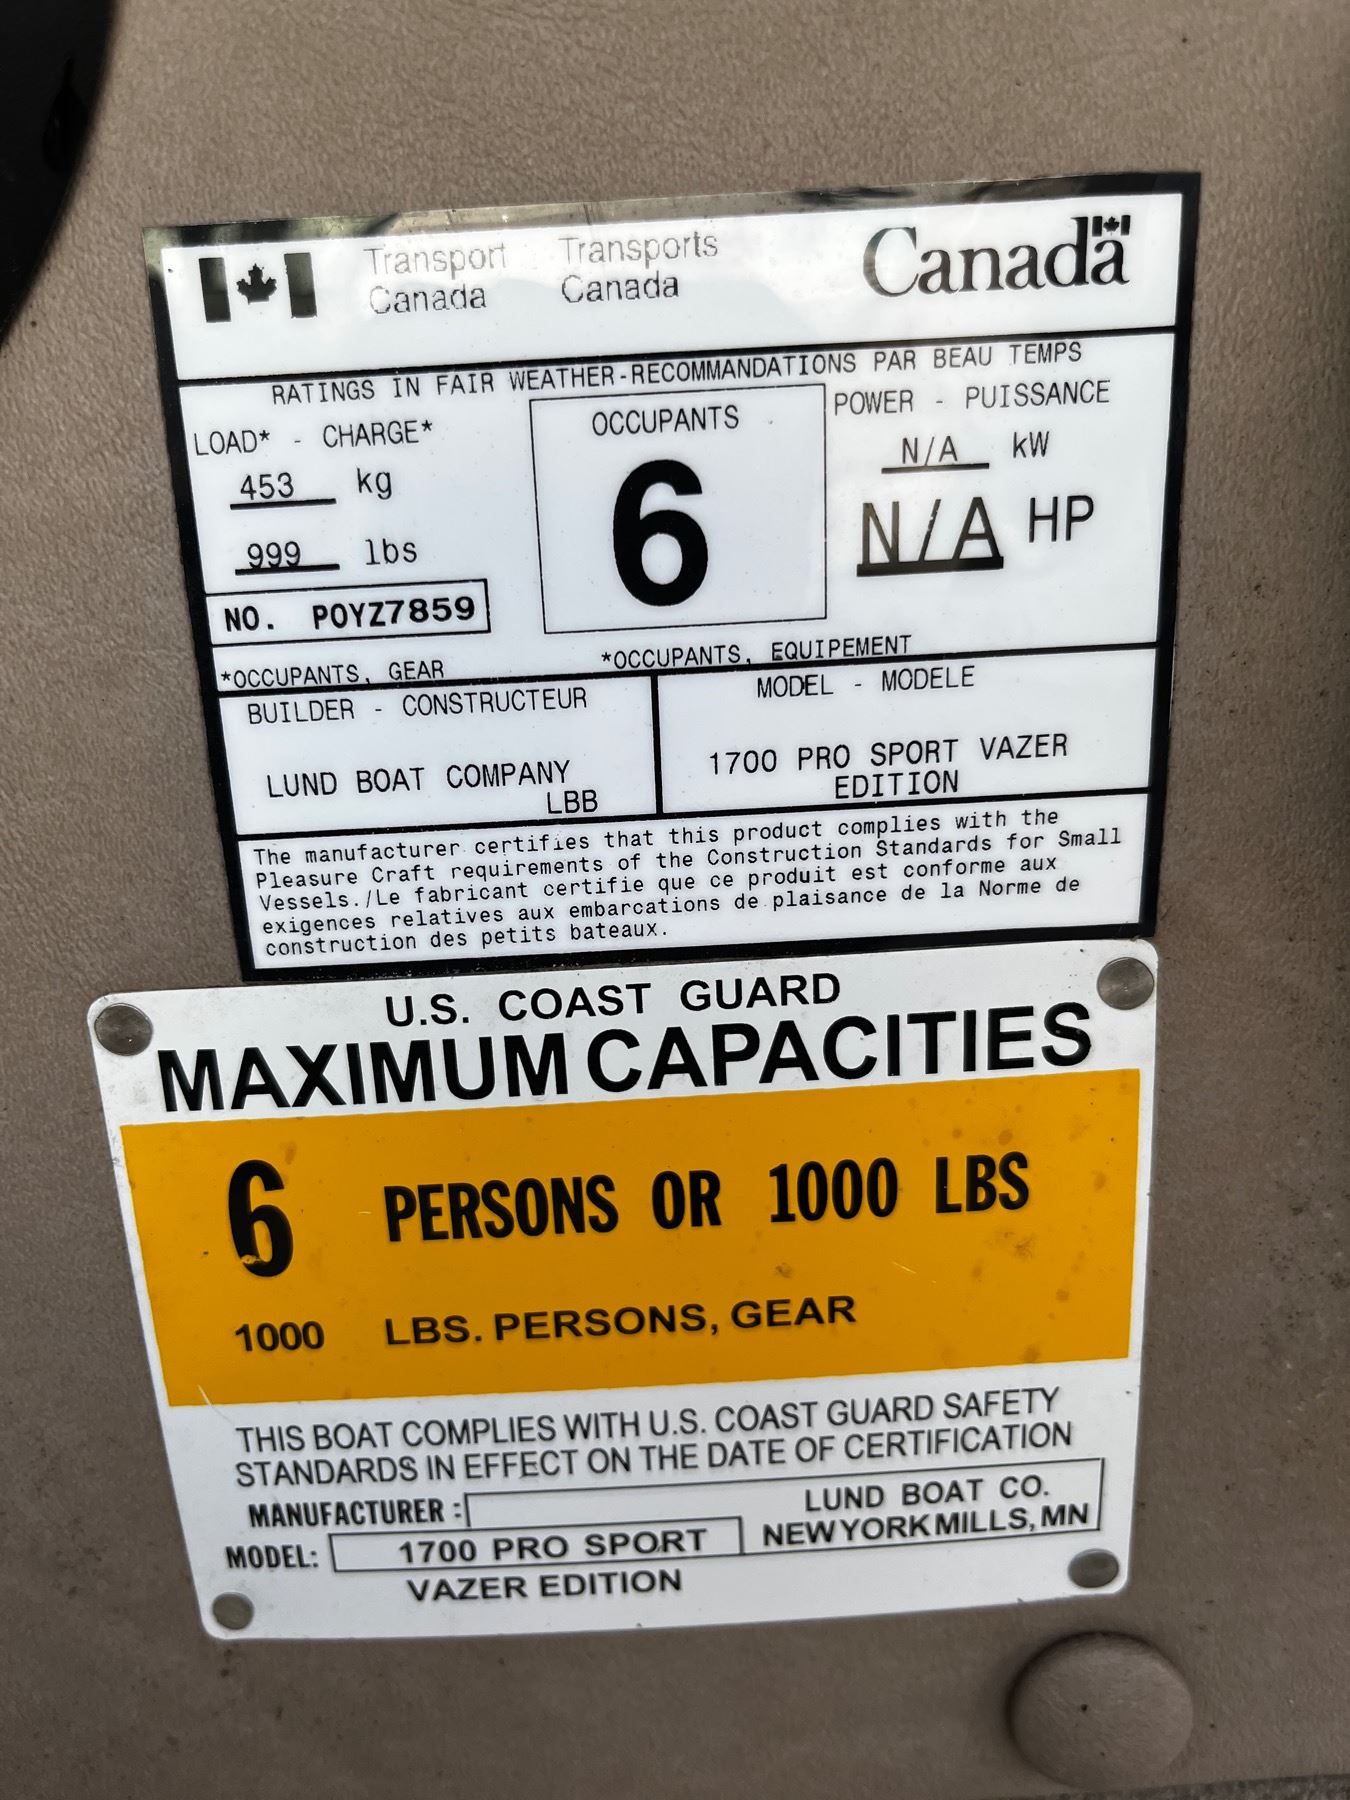 Transport Canada Transports Canada
Canada
RATINGS IN FAIR WEATHER-RECOMMANDATIONS PAR BEAU TEMPS
LOAD* - CHARGE*
453 kg
999 lbs
NO. POYZ7859
OCCUPANTS
6
POWER - PUISSANCE
N/A kW
N/A HP
*OCCUPANTS, GEAR *OCCUPANTS, EQUIPEMENT
BUILDER - CONSTRUCTEUR
LUND BOAT COMPANY
LBB
MODEL - MODELE
1700 PRO SPORT VAZER
EDITION
The manufacturer certifies that this product complies with the
Pleasure Craft requirements of the Construction Standards for Small
Vessels./Le fabricant certifie que ce produit est conforme aux
exigences relatives aux embarcations de plaisance de la Norme de
construction des petits bateaux.
U.S. COAST GUARD
MAXIMUM CAPACITIES
6 PERSONS OR 1000 LBS
1000 LBS. PERSONS, GEAR
THIS BOAT COMPLIES WITH U.S. COAST GUARD SAFETY
STANDARDS IN EFFECT ON THE DATE OF CERTIFICATION
MANUFACTURER : LUND BOAT CO.
NEW YORK MILLS, MN
MODEL: 1700 PRO SPORT
VAZER EDITION